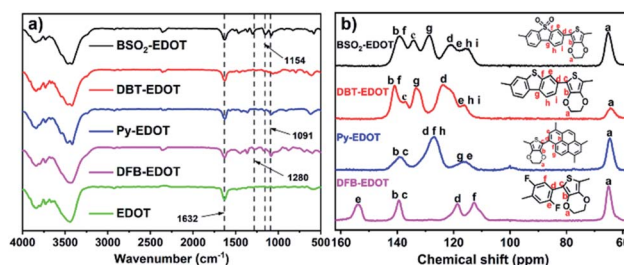 a)
BSO₂-EDOT
DBT-EDOT
Py-EDOT
DFB-EDOT
EDOT
1154
1091
1280
1632
4000 3500 3000 2500 2000 1500 1000 500
Wavenumber (cm⁻¹)
b)
BSO₂-EDOT
b f c g d e h i a
DBT-EDOT
b f c g d e h i a
Py-EDOT
b c d f h g e a
DFB-EDOT
e b c d f a
160 140 120 100 80 60
Chemical shift (ppm)